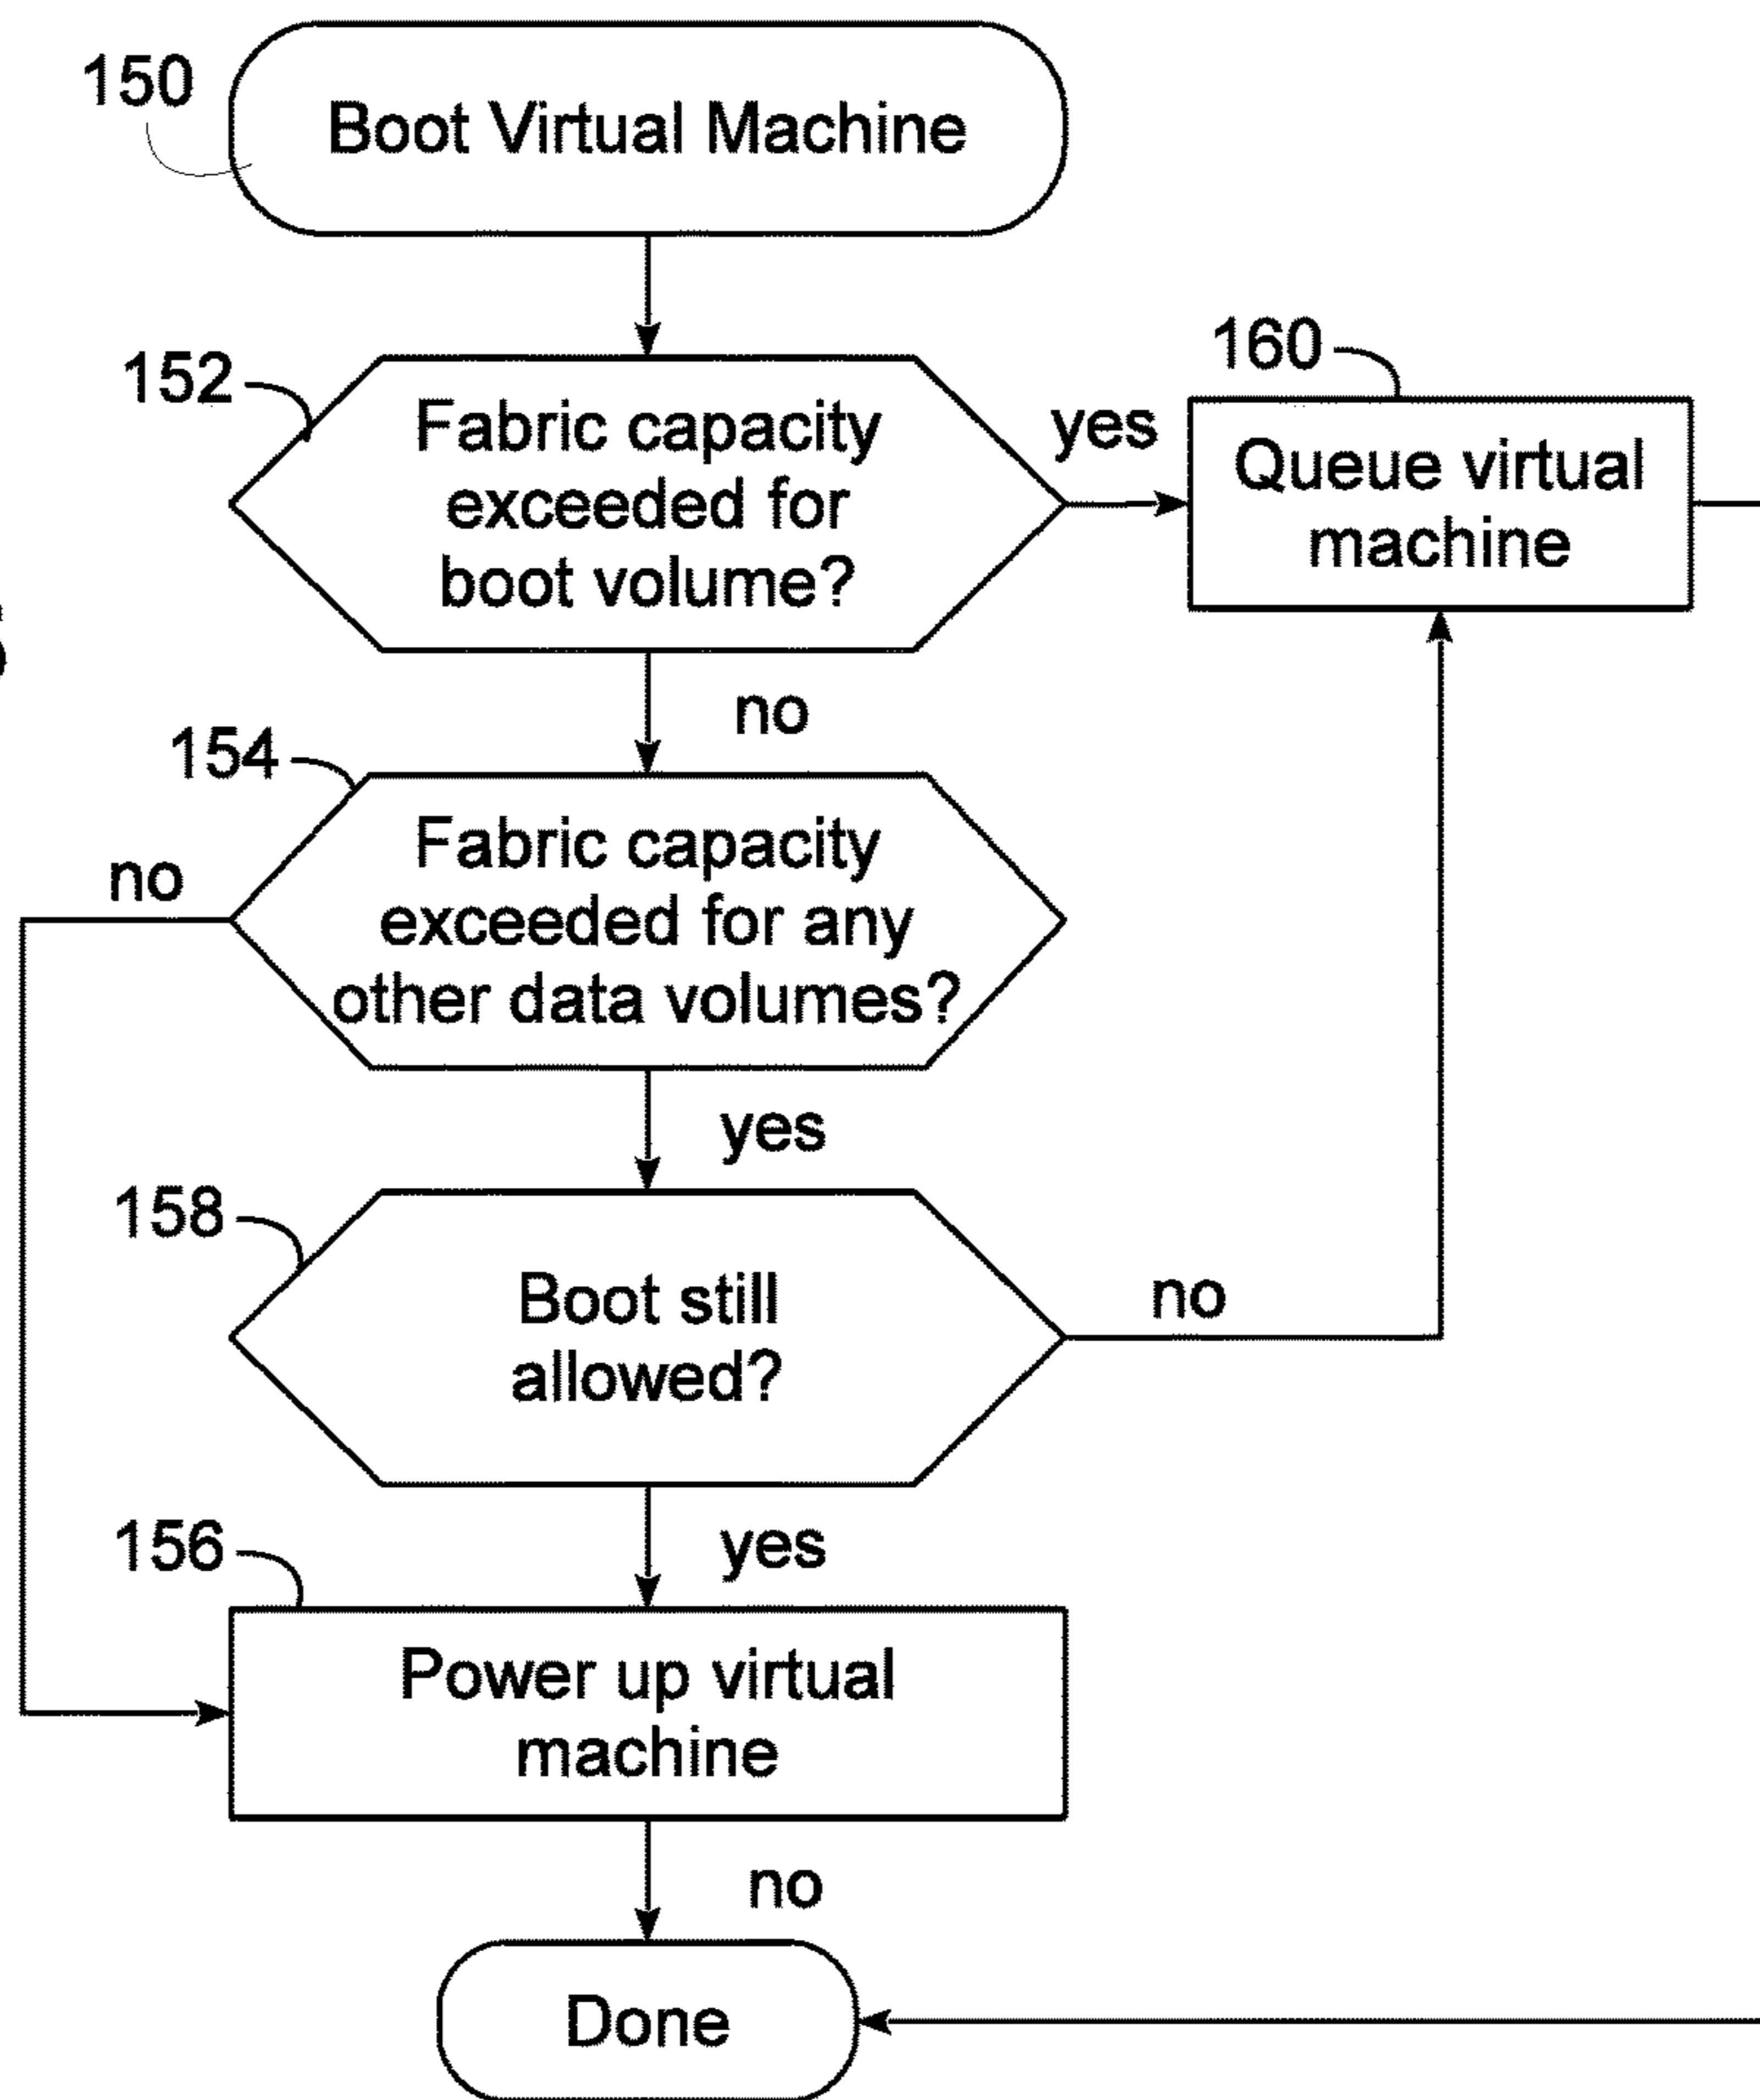 150
Boot Virtual Machine
152
Fabric capacity
exceeded for
boot volume?
yes
160
Queue virtual
machine
no
154
Fabric capacity
exceeded for any
other data volumes?
no
yes
158
Boot still
allowed?
no
yes
156
Power up virtual
machine
no
Done